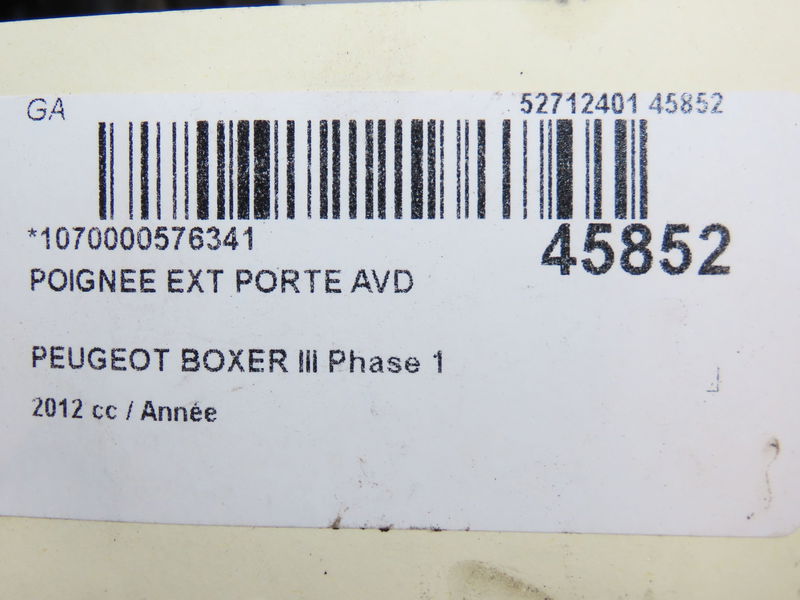 GA 52712401 45852
*1070000576341 45852
POIGNEE EXT PORTE AVD
PEUGEOT BOXER III Phase 1
2012 cc / Année